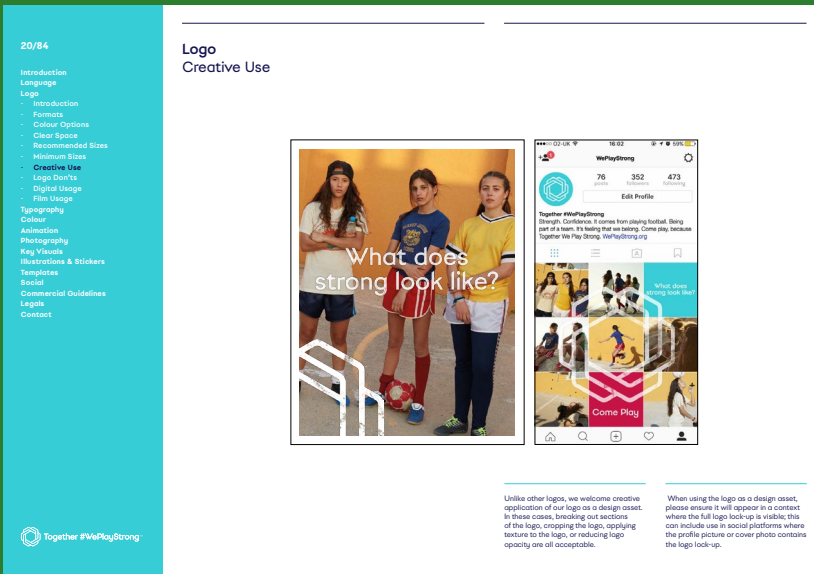 20/84
Introduction
Language
Logo
· Introduction
· Formats
· Colour Options
· Clear Space
· Recommended Sizes
· Minimum Sizes
· Creative Use
· Logo Don'ts
· Digital Usage
· Film Usage
Typography
Colour
Animation
Photography
Key Visuals
Illustrations & Stickers
Templates
Social
Commercial Guidelines
Legals
Contact
Together #WePlayStrong
Logo
Creative Use
What does
strong look like?
O2-UK
16:02
59%
WePlayStrong
76
352
473
posts
followers
following
Edit Profile
Together #WePlayStrong
Strength. Confidence. It comes from playing football. Being
part of a team. It's feeling that we belong. Come play, because
Together We Play Strong. WePlayStrong.org
What does
strong look like?
Come Play
Unlike other logos, we welcome creative
application of our logo as a design asset.
In these cases, breaking out sections
of the logo, cropping the logo, applying
texture to the logo, or reducing logo
opacity are all acceptable.
When using the logo as a design asset,
please ensure it will appear in a context
where the full logo lock-up is visible; this
can include use in social platforms where
the profile picture or cover photo contains
the logo lock-up.